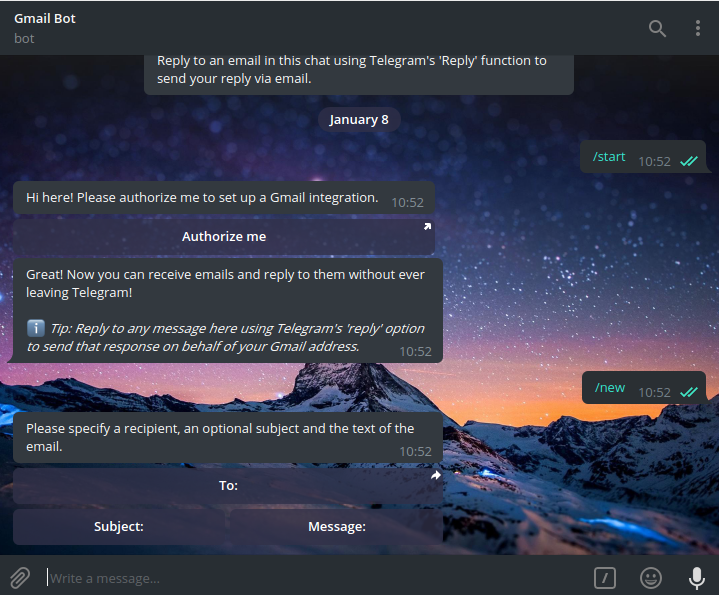 Gmail Bot
bot
Reply to an email in this chat using Telegram's 'Reply' function to
send your reply via email.
January 8
/start 10:52
Hi here! Please authorize me to set up a Gmail integration. 10:52
Authorize me
Great! Now you can receive emails and reply to them without ever
leaving Telegram!
Tip: Reply to any message here using Telegram's 'reply' option
to send that response on behalf of your Gmail address. 10:52
/new 10:52
Please specify a recipient, an optional subject and the text of the
email. 10:52
To:
Subject: Message:
Write a message...